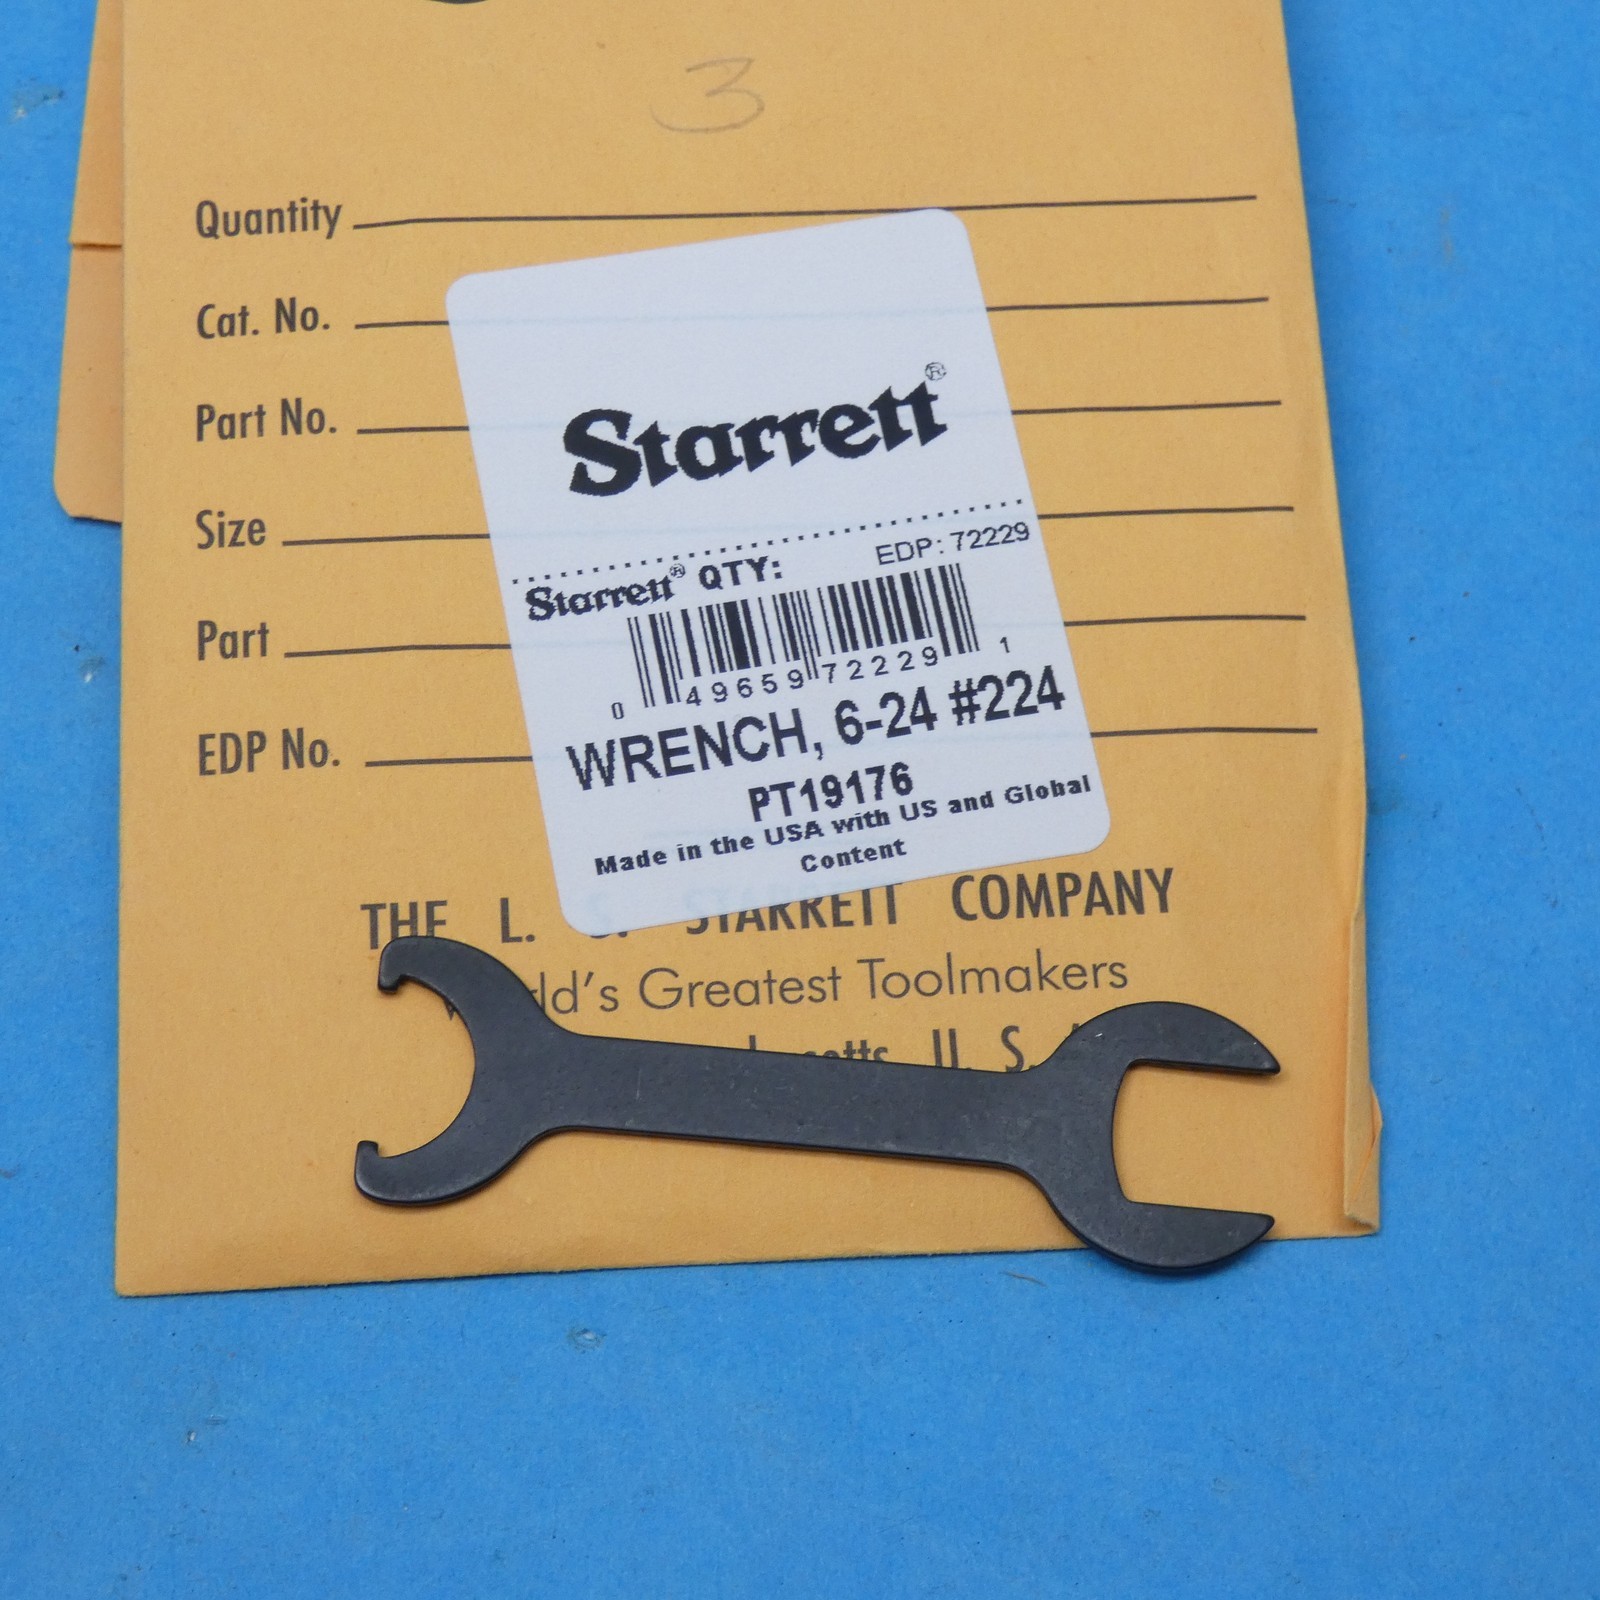 3
Quantity
Cat. No.
Part No.
Size
Part
EDP No.
Starrett®
Starrett® QTY: EDP: 72229
0 49659 72229 1
WRENCH, 6-24 #224
PT19176
Made in the USA with US and Global
Content
THE L. S. STARRETT COMPANY
Greatest Toolmakers
U. S.